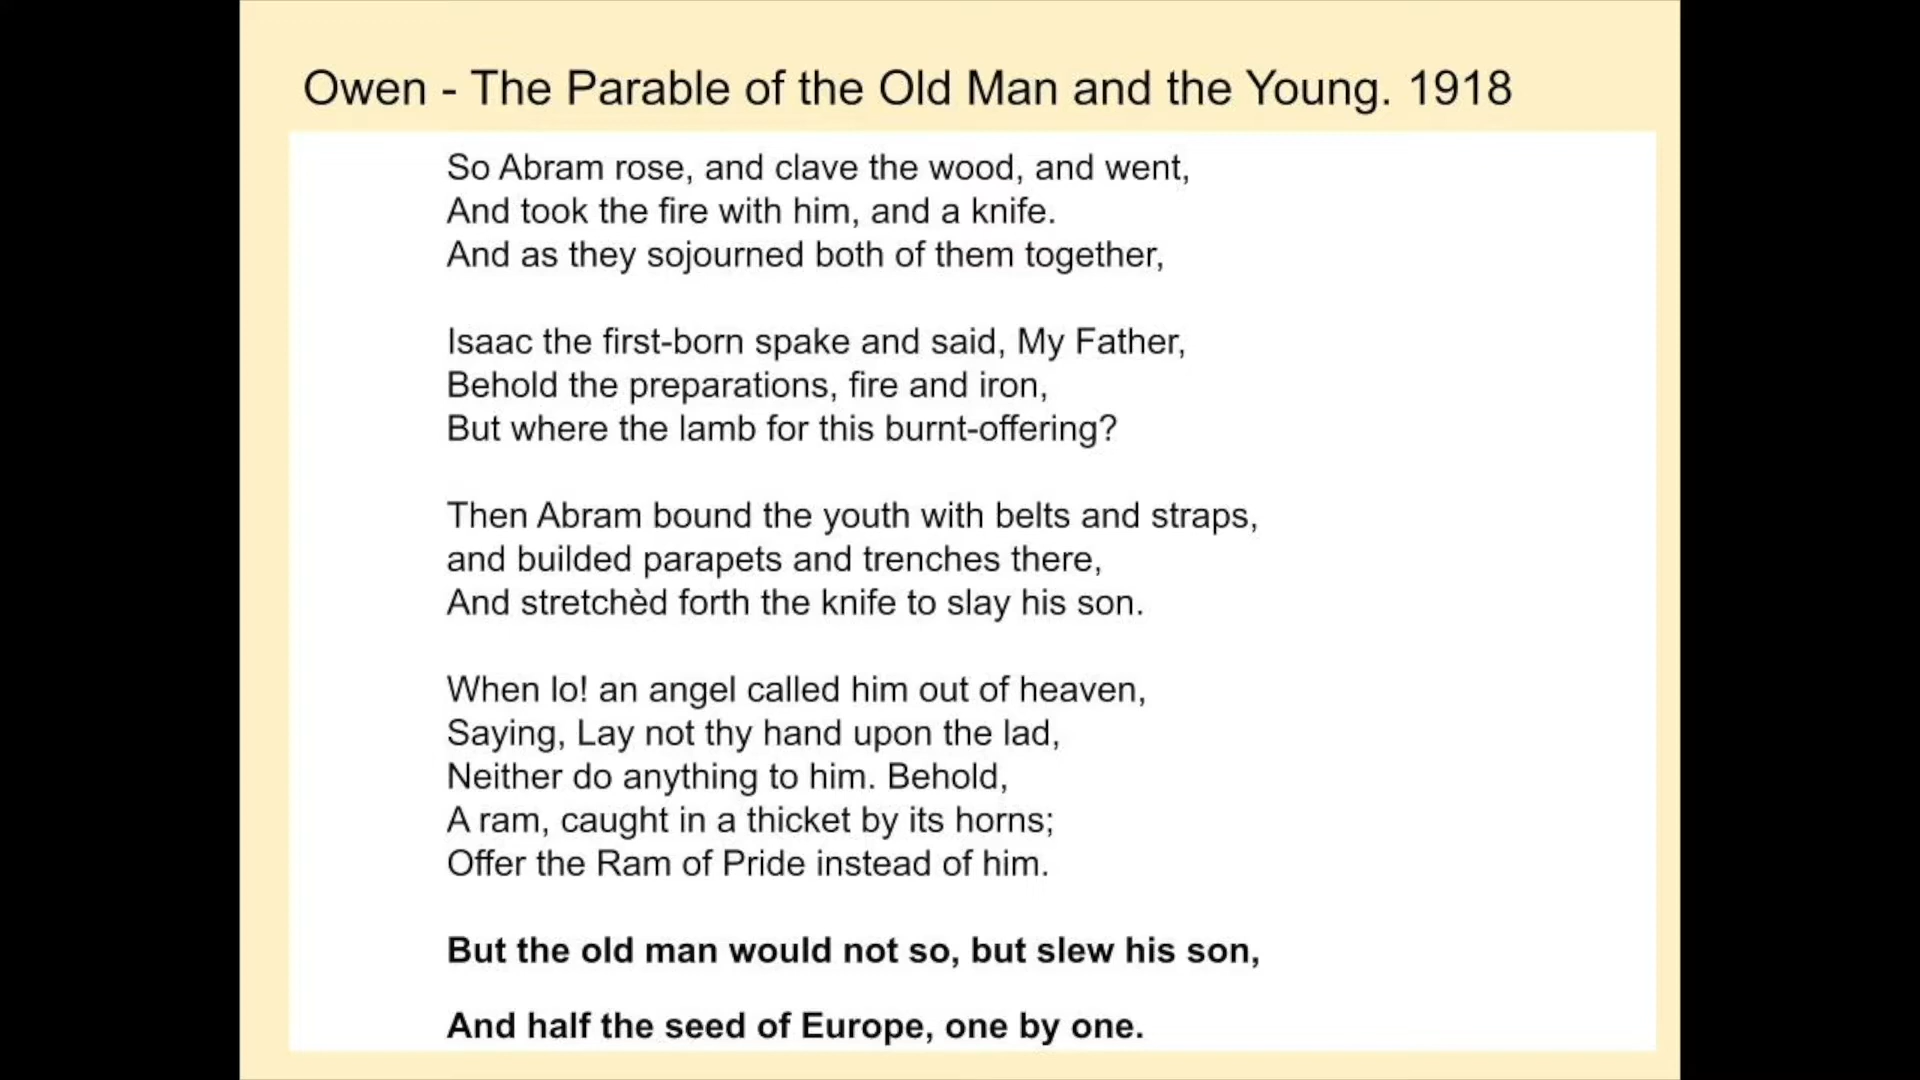 Owen - The Parable of the Old Man and the Young. 1918
So Abram rose, and clave the wood, and went,
And took the fire with him, and a knife.
And as they sojourned both of them together,
Isaac the first-born spake and said, My Father,
Behold the preparations, fire and iron,
But where the lamb for this burnt-offering?
Then Abram bound the youth with belts and straps,
and builded parapets and trenches there,
And stretchèd forth the knife to slay his son.
When lo! an angel called him out of heaven,
Saying, Lay not thy hand upon the lad,
Neither do anything to him. Behold,
A ram, caught in a thicket by its horns;
Offer the Ram of Pride instead of him.
But the old man would not so, but slew his son,
And half the seed of Europe, one by one.